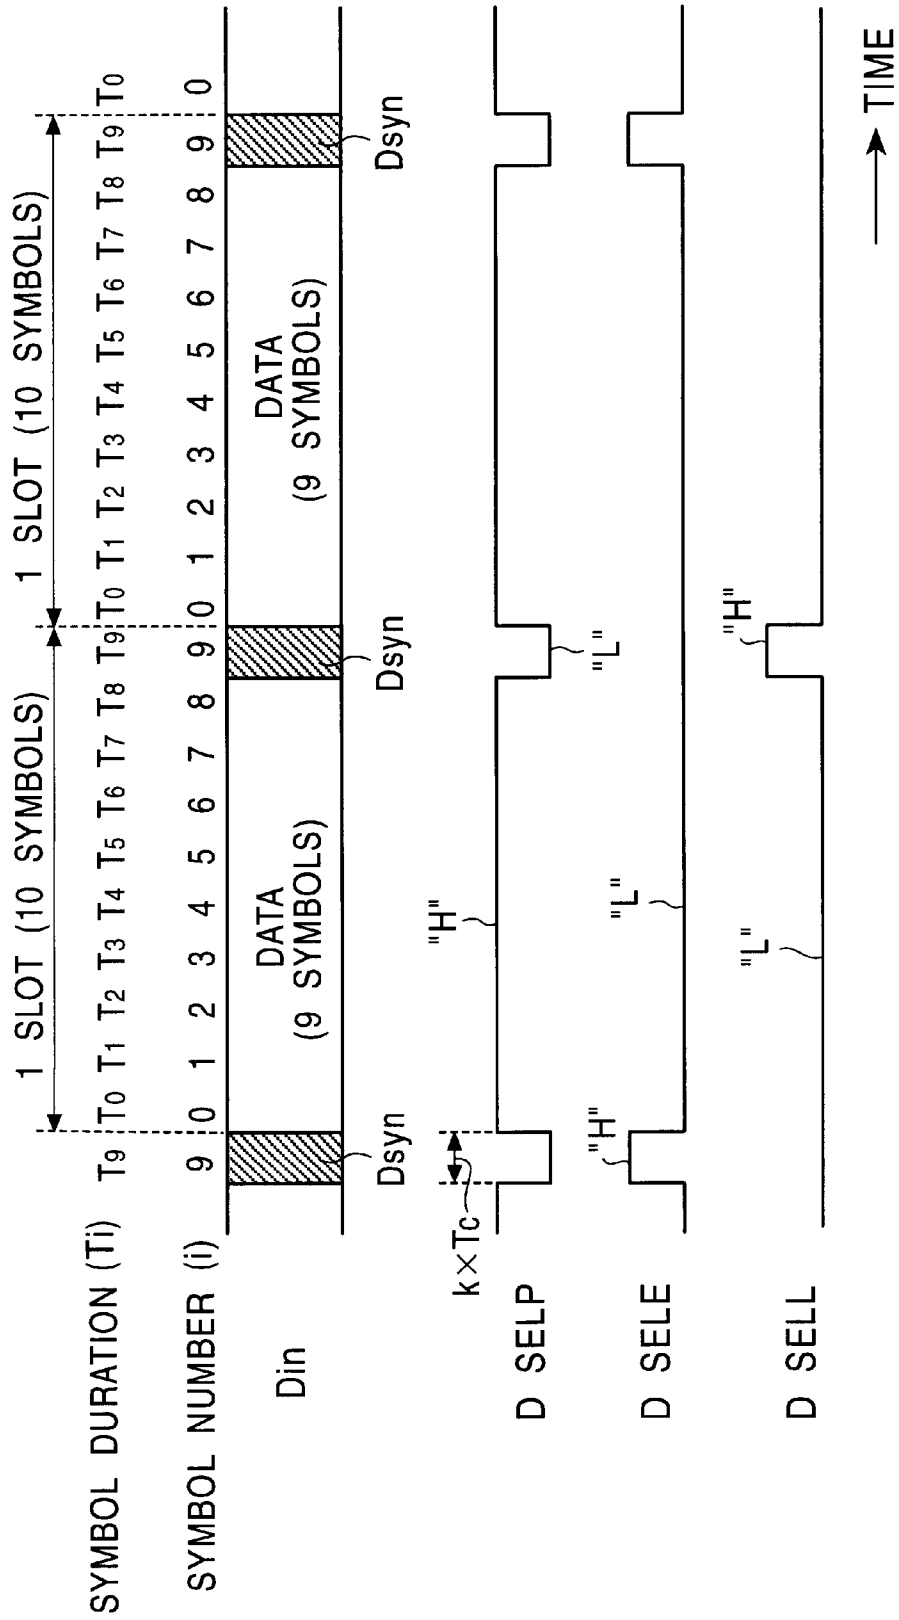 1 SLOT (10 SYMBOLS) 1 SLOT (10 SYMBOLS)
SYMBOL DURATION (Ti) T9 T0 T1 T2 T3 T4 T5 T6 T7 T8 T9 T0 T1 T2 T3 T4 T5 T6 T7 T8 T9 T0
SYMBOL NUMBER (i) 9 0 1 2 3 4 5 6 7 8 9 0 1 2 3 4 5 6 7 8 9 0
Din
DATA
(9 SYMBOLS)
DATA
(9 SYMBOLS)
Dsyn Dsyn Dsyn
k×Tc
"H"
D SELP
"L"
"H"
"L"
D SELE
"L"
"H"
D SELL
TIME